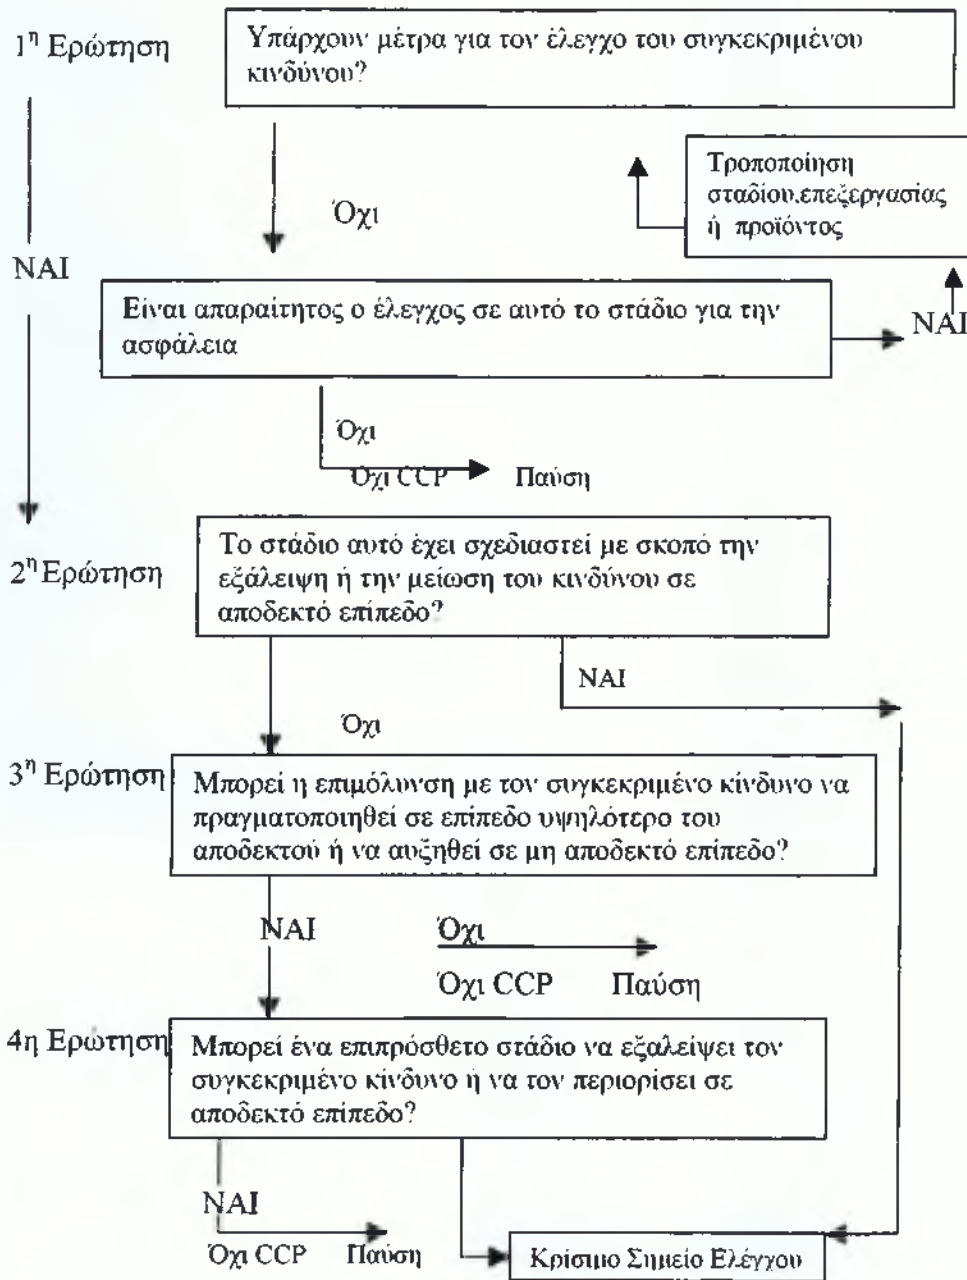 1η Ερώτηση
Υπάρχουν μέτρα για τον έλεγχο του συγκεκριμένου
κινδύνου?
Τροποποίηση
σταδίου,επεξεργασίας
ή προϊόντος
Όχι
ΝΑΙ
Είναι απαραίτητος ο έλεγχος σε αυτό το στάδιο για την
ασφάλεια
ΝΑΙ
Όχι
Όχι CCP Παύση
2η Ερώτηση
Το στάδιο αυτό έχει σχεδιαστεί με σκοπό την
εξάλειψη ή την μείωση του κινδύνου σε
αποδεκτό επίπεδο?
ΝΑΙ
Όχι
3η Ερώτηση
Μπορεί η επιμόλυνση με τον συγκεκριμένο κίνδυνο να
πραγματοποιηθεί σε επίπεδο υψηλότερο του
αποδεκτού ή να αυξηθεί σε μη αποδεκτό επίπεδο?
ΝΑΙ
Όχι
Όχι CCP Παύση
4η Ερώτηση
Μπορεί ένα επιπρόσθετο στάδιο να εξαλείψει τον
συγκεκριμένο κίνδυνο ή να τον περιορίσει σε
αποδεκτό επίπεδο?
ΝΑΙ
Όχι CCP Παύση
Κρίσιμο Σημείο Ελέγχου